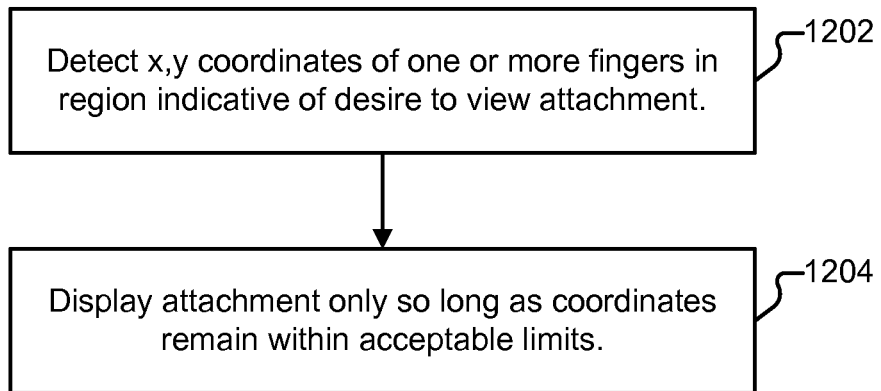 1202
Detect x,y coordinates of one or more fingers in
region indicative of desire to view attachment.
1204
Display attachment only so long as coordinates
remain within acceptable limits.